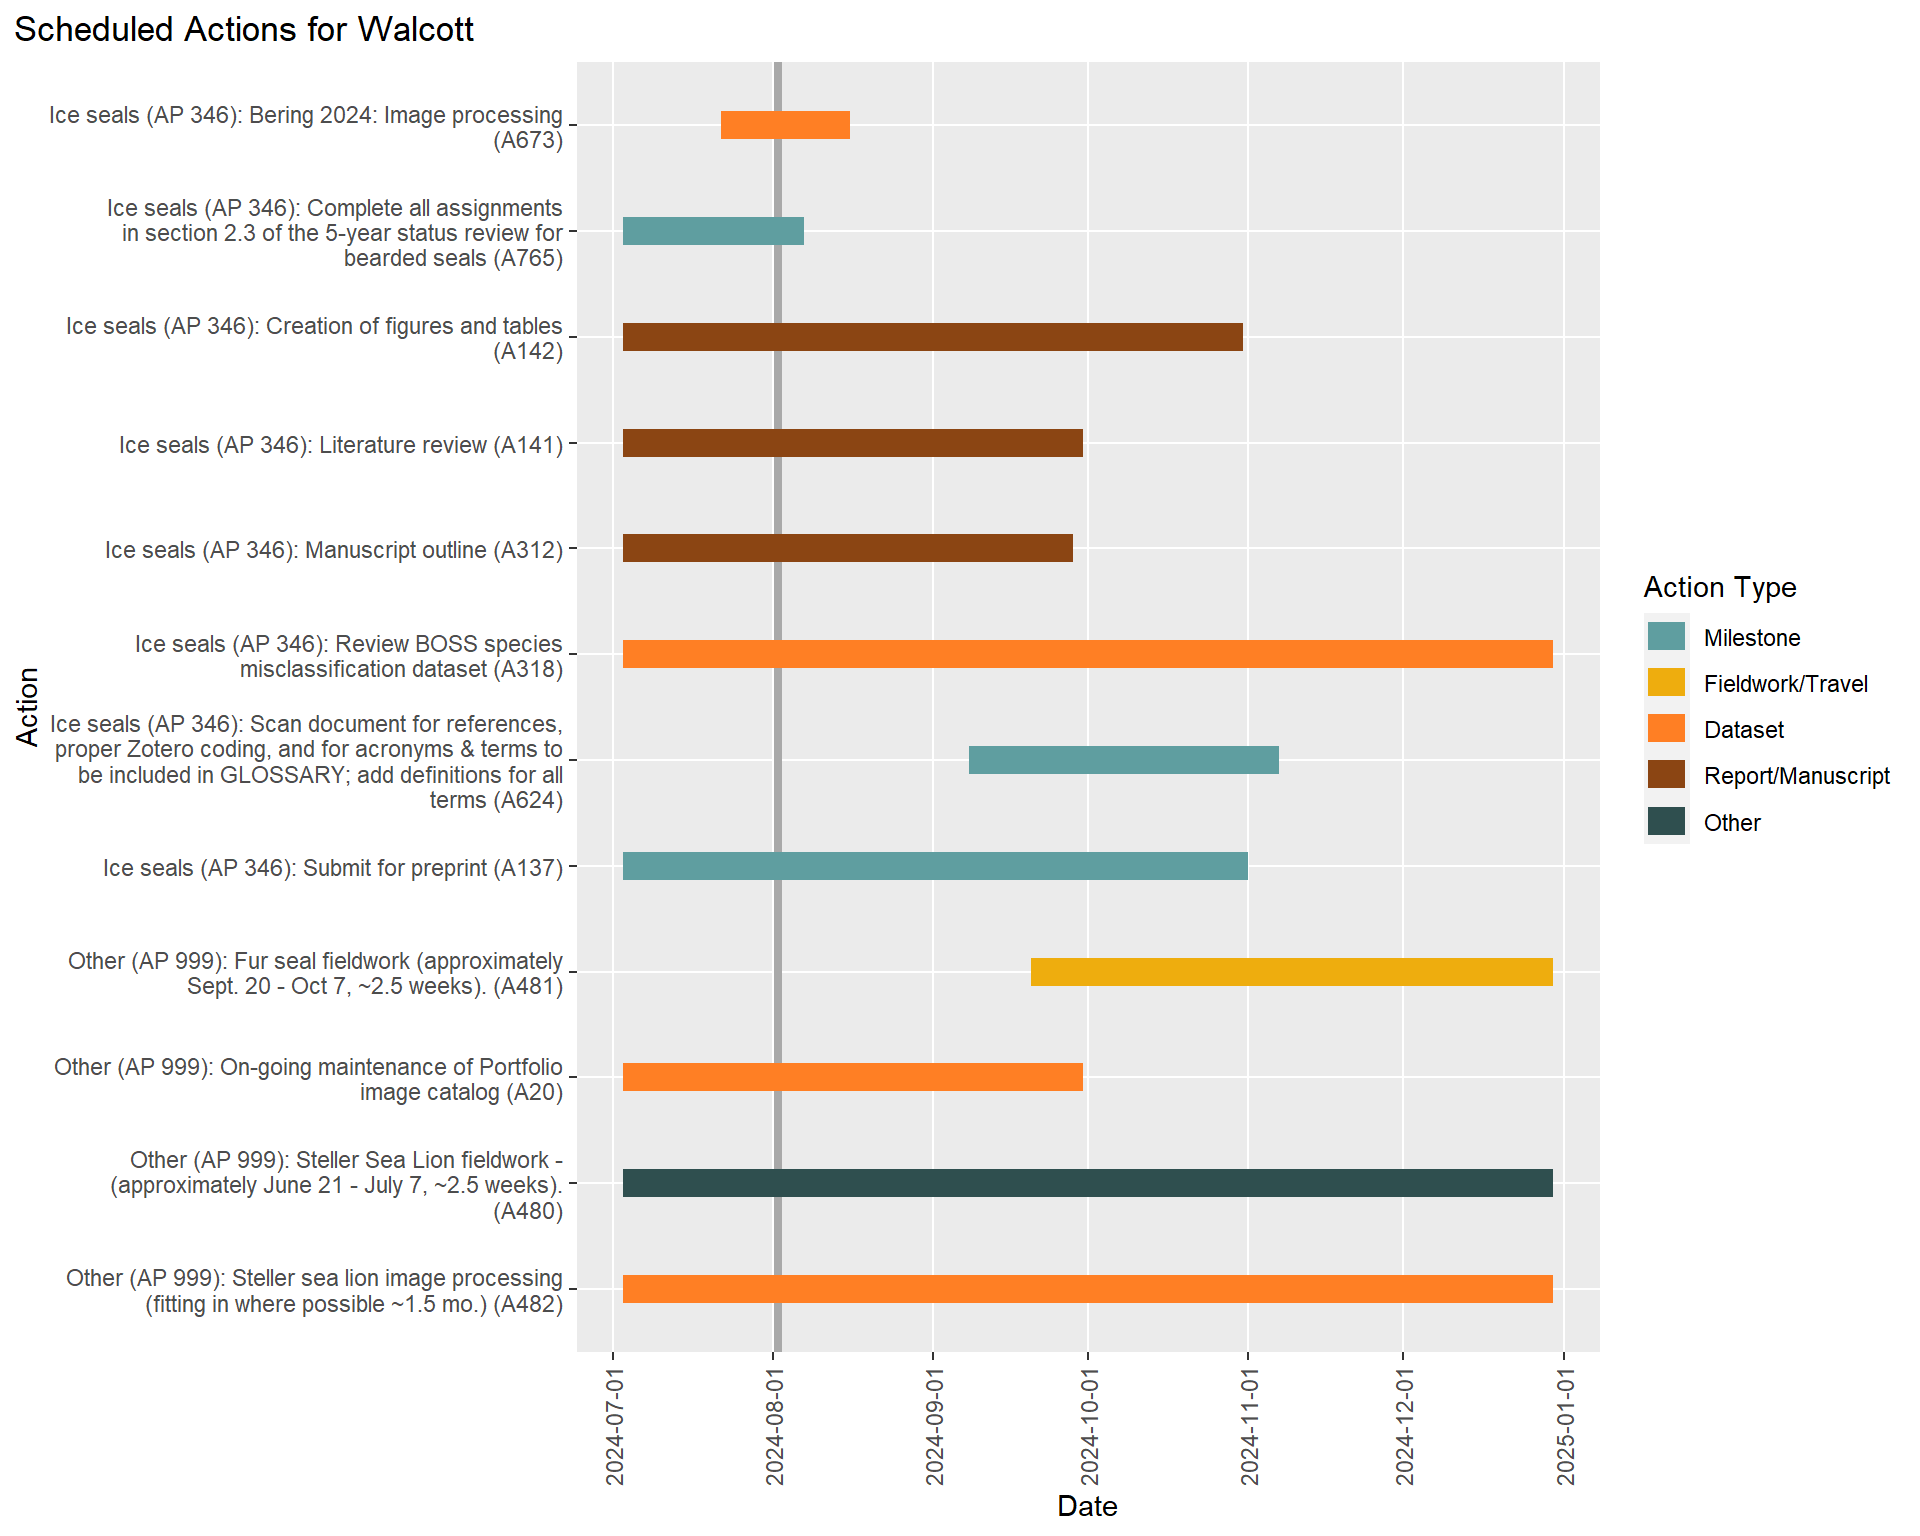 Scheduled Actions for Walcott
Ice seals (AP 346): Bering 2024: Image processing
(A673)
Ice seals (AP 346): Complete all assignments
in section 2.3 of the 5-year status review for
bearded seals (A765)
Ice seals (AP 346): Creation of figures and tables
(A142)
Ice seals (AP 346): Literature review (A141)
Ice seals (AP 346): Manuscript outline (A312)
Ice seals (AP 346): Review BOSS species
misclassification dataset (A318)
Ice seals (AP 346): Scan document for references,
proper Zotero coding, and for acronyms & terms to
be included in GLOSSARY; add definitions for all
terms (A624)
Ice seals (AP 346): Submit for preprint (A137)
Other (AP 999): Fur seal fieldwork (approximately
Sept. 20 - Oct 7, ~2.5 weeks). (A481)
Other (AP 999): On-going maintenance of Portfolio
image catalog (A20)
Other (AP 999): Steller Sea Lion fieldwork -
(approximately June 21 - July 7, ~2.5 weeks).
(A480)
Other (AP 999): Steller sea lion image processing
(fitting in where possible ~1.5 mo.) (A482)
Action
2024-07-01
2024-08-01
2024-09-01
2024-10-01
2024-11-01
2024-12-01
2025-01-01
Date
Action Type
Milestone
Fieldwork/Travel
Dataset
Report/Manuscript
Other